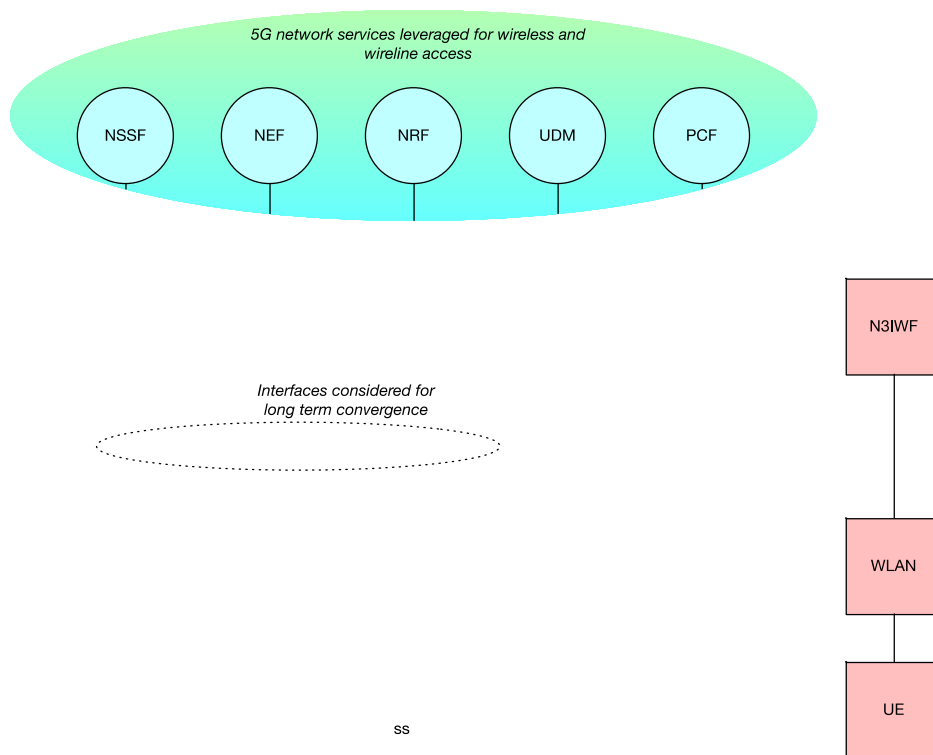 5G network services leveraged for wireless and
wireline access
NSSF
NEF
NRF
UDM
PCF
N3IWF
Interfaces considered for
long term convergence
WLAN
UE
ss